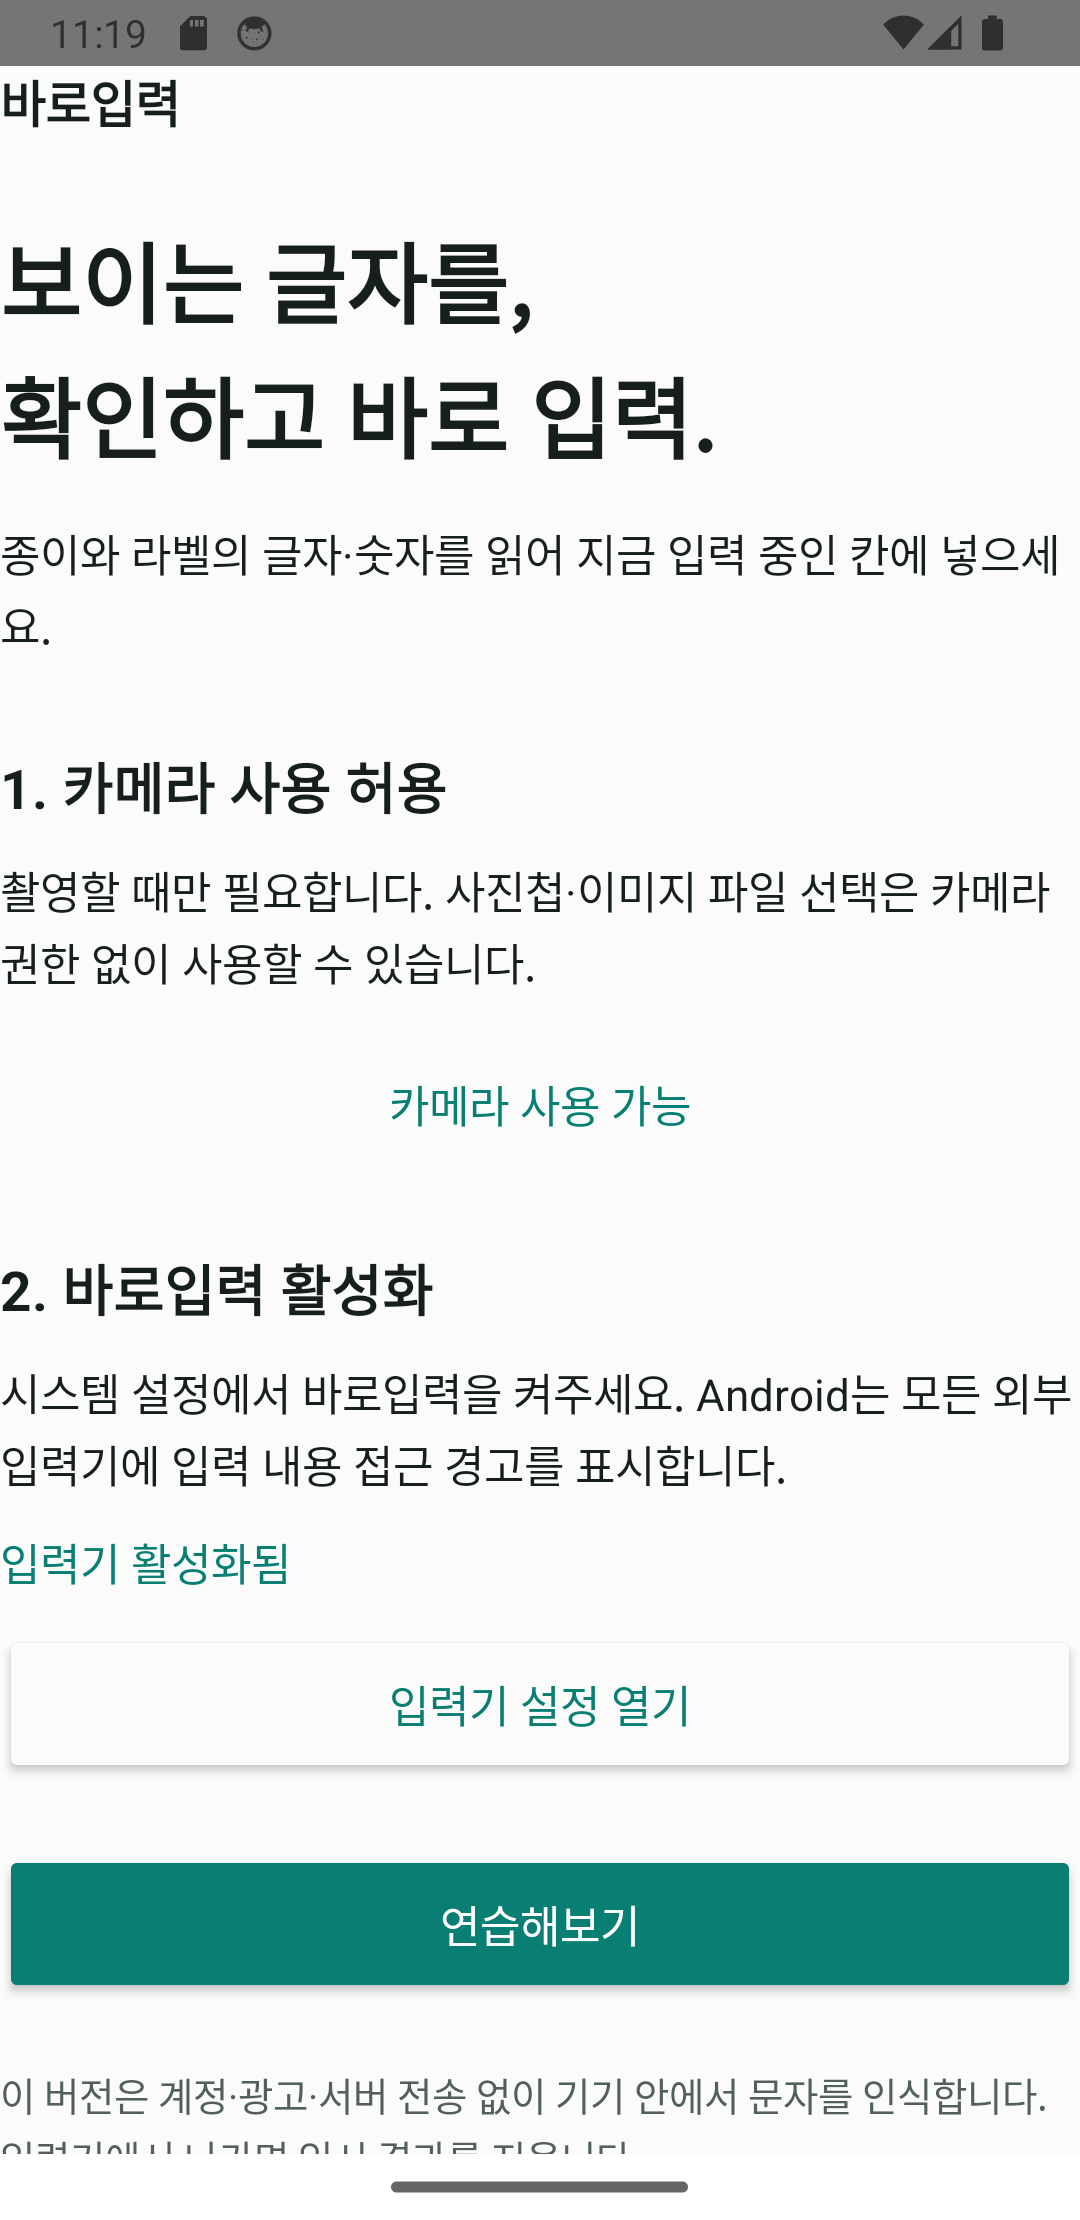 11:19
바로입력
보이는 글자를,
확인하고 바로 입력.
종이와 라벨의 글자·숫자를 읽어 지금 입력 중인 칸에 넣으세
요.
1. 카메라 사용 허용
촬영할 때만 필요합니다. 사진첩·이미지 파일 선택은 카메라
권한 없이 사용할 수 있습니다.
카메라 사용 가능
2. 바로입력 활성화
시스템 설정에서 바로입력을 켜주세요. Android는 모든 외부
입력기에 입력 내용 접근 경고를 표시합니다.
입력기 활성화됨
입력기 설정 열기
연습해보기
이 버전은 계정·광고·서버 전송 없이 기기 안에서 문자를 인식합니다.